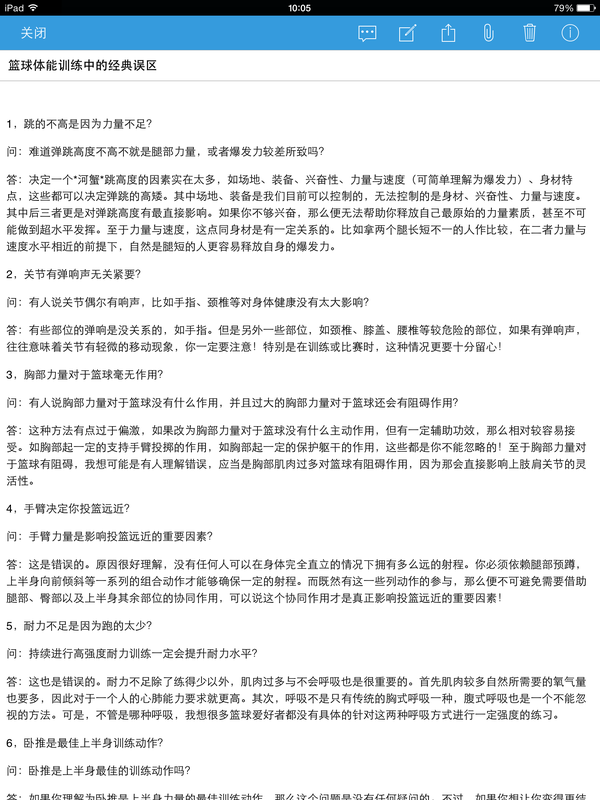 iPad
10:05
79%
关闭
篮球体能训练中的经典误区
1，跳的不高是因为力量不足?
问：难道弹跳高度不高不就是腿部力量，或者爆发力较差所致吗?
答：决定一个*河蟹*跳高度的因素实在太多，如场地、装备、兴奋性、力量与速度（可简单理解为爆发力）、身材特
点，这些都可以决定弹跳的高矮。其中场地、装备是我们目前可以控制的，无法控制的是身材、兴奋性、力量与速度。
其中后三者更是对弹跳高度有最直接影响。如果你不够兴奋，那么便无法帮助你释放自己最原始的力量素质，甚至不可
能做到超水平发挥。至于力量与速度，这点同身材是有一定关系的。比如拿两个腿长短不一的人作比较，在二者力量与
速度水平相近的前提下，自然是腿短的人更容易释放自身的爆发力。
2，关节有弹响声无关紧要?
问：有人说关节偶尔有响声，比如手指、颈椎等对身体健康没有太大影响?
答：有些部位的弹响是没关系的，如手指。但是另外一些部位，如颈椎、膝盖、腰椎等较危险的部位，如果有弹响声，
往往意味着关节有轻微的移动现象，你一定要注意！特别是在训练或比赛时，这种情况更要十分留心！
3，胸部力量对于篮球毫无作用?
问：有人说胸部力量对于篮球没有什么作用，并且过大的胸部力量对于篮球还会有阻碍作用?
答：这种方法有点过于偏激，如果改为胸部力量对于篮球没有什么主动作用，但有一定辅助功效，那么相对较容易接
受。如胸部起一定的支持手臂投掷的作用，如胸部起一定的保护躯干的作用，这些都是你不能忽略的！至于胸部力量对
于篮球有阻碍，我想可能是有人理解错误，应当是胸部肌肉过多对篮球有阻碍作用，因为那会直接影响上肢肩关节的灵
活性。
4，手臂决定你投篮远近?
问：手臂力量是影响投篮远近的重要因素?
答：这是错误的。原因很好理解，没有任何人可以在身体完全直立的情况下拥有多么远的射程。你必须依赖腿部预蹲，
上半身向前倾斜等一系列的组合动作才能够确保一定的射程。而既然有这一些列动作的参与，那么便不可避免需要借助
腿部、臀部以及上半身其余部位的协同作用，可以说这个协同作用才是真正影响投篮远近的重要因素！
5，耐力不足是因为跑的太少?
问：持续进行高强度耐力训练一定会提升耐力水平?
答：这也是错误的。耐力不足除了练得少以外，肌肉过多与不会呼吸也是很重要的。首先肌肉较多自然所需要的氧气量
也要多，因此对于一个人的心肺能力要求就更高。其次，呼吸不是只有传统的胸式呼吸一种，腹式呼吸也是一个不能忽
视的方法。可是，不管是哪种呼吸，我想很多篮球爱好者都没有具体的针对这两种呼吸方式进行一定强度的练习。
6，卧推是最佳上半身训练动作?
问：卧推是上半身最佳的训练动作吗?
答：如果你理解为卧推是上半身力量的最佳训练动作，那么这个问题是没有任何疑问的。不过，如果你想让你变得更结